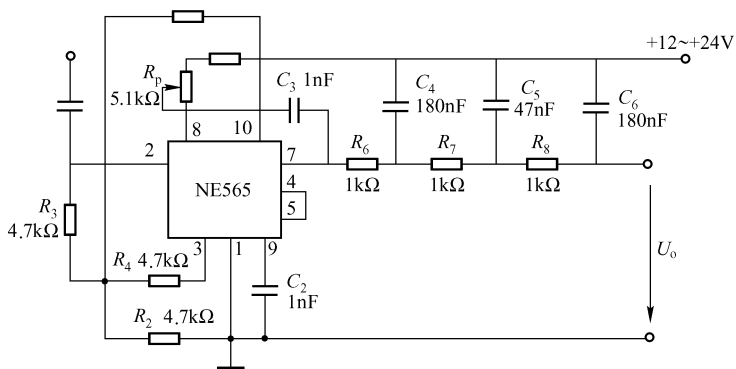 +12~+24V
Rp
5.1kΩ
C3 1nF
C4
180nF
C5
47nF
C6
180nF
8
10
2
7
R6
R7
R8
1kΩ
1kΩ
1kΩ
NE565
4
5
R3
4.7kΩ
3
1
9
R4 4.7kΩ
C2
1nF
Uo
R2 4.7kΩ